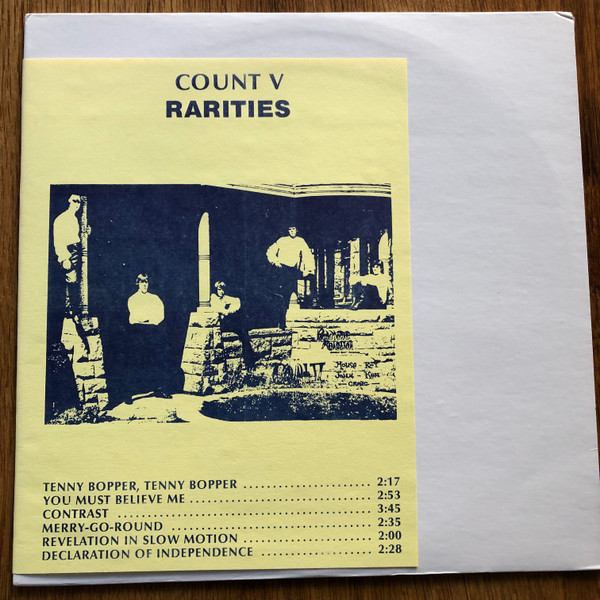 COUNT V
RARITIES
TENNY BOPPER, TENNY BOPPER ..................... 2:17
YOU MUST BELIEVE ME ............................... 2:53
CONTRAST ............................................ 3:45
MERRY-GO-ROUND .................................. 2:35
REVELATION IN SLOW MOTION ...................... 2:00
DECLARATION OF INDEPENDENCE .................. 2:28